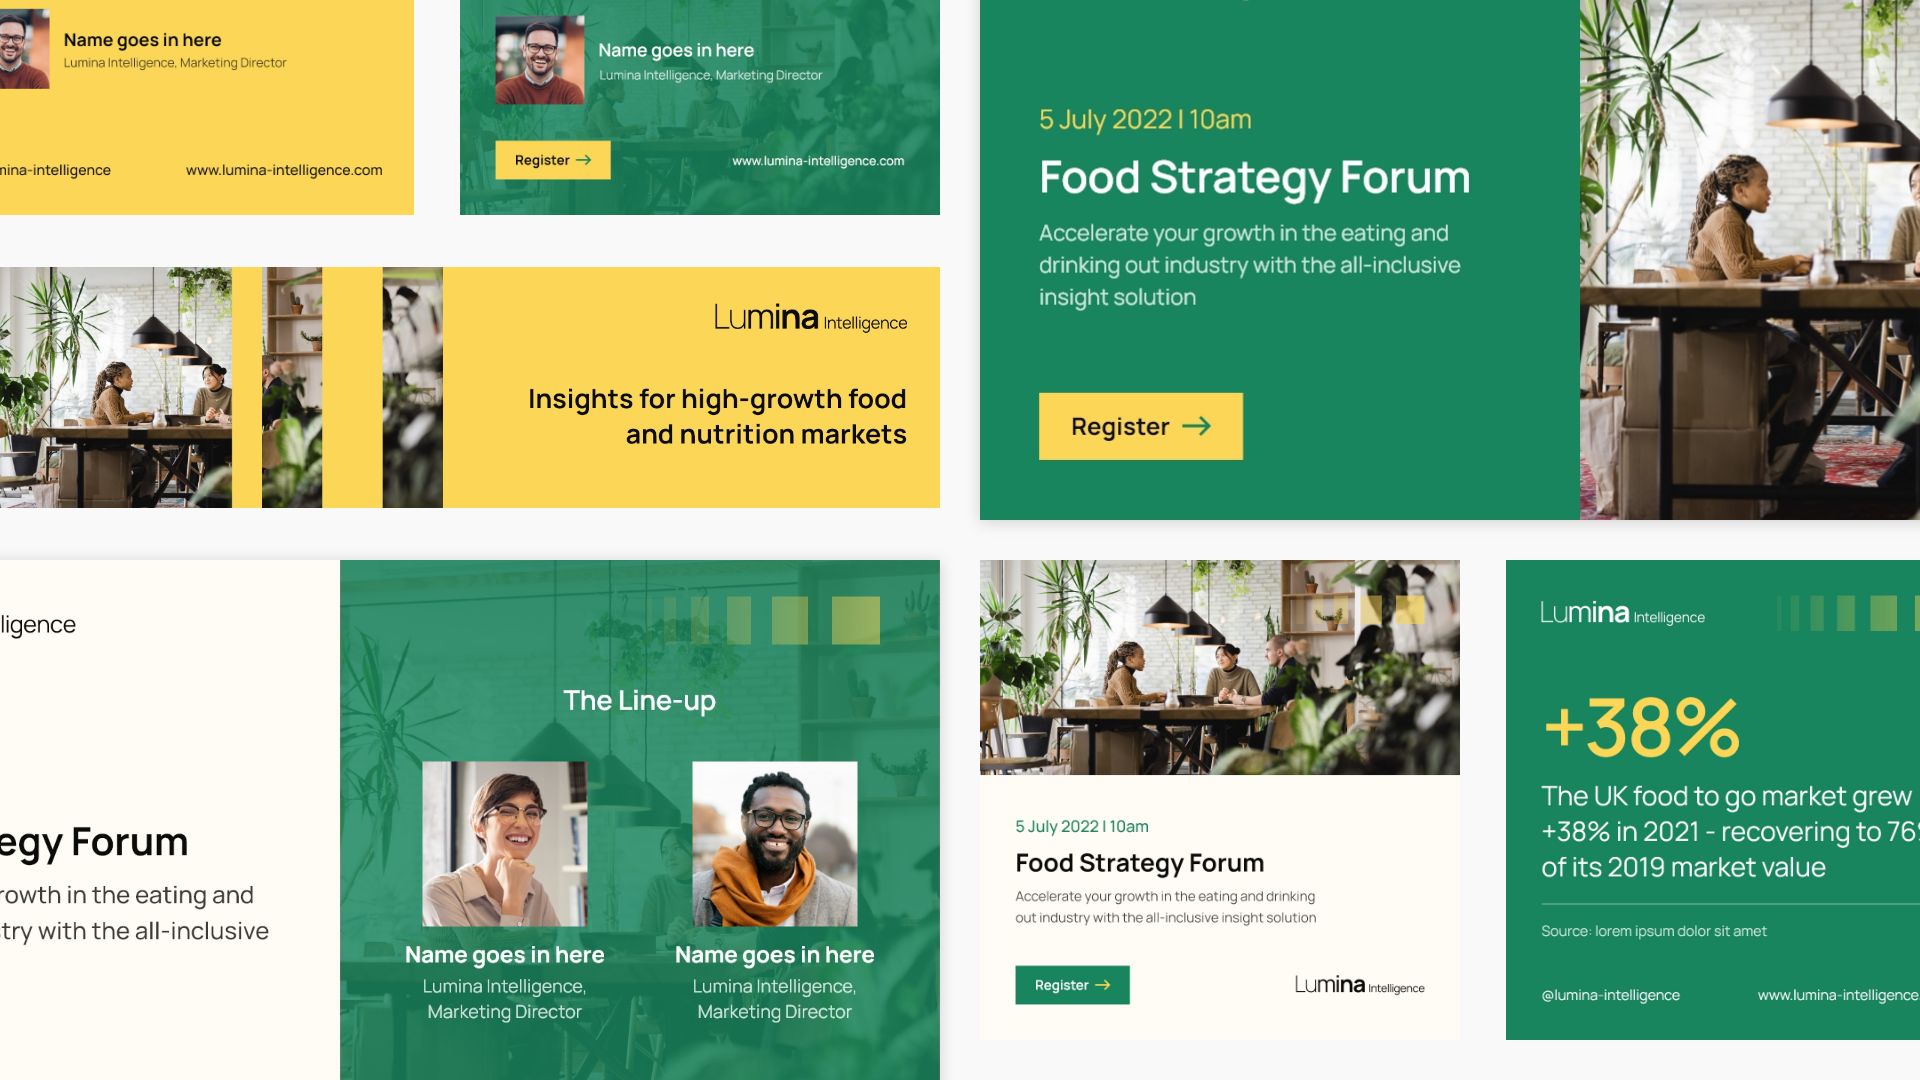 Name goes in here
Lumina Intelligence, Marketing Director
www.lumina-intelligence.com
Name goes in here
Lumina Intelligence, Marketing Director
Register →
www.lumina-intelligence.com
5 July 2022 | 10am
Food Strategy Forum
Accelerate your growth in the eating and
drinking out industry with the all-inclusive
insight solution
Register →
Lumina Intelligence
Insights for high-growth food
and nutrition markets
Forum
in the eating and
with the all-inclusive
The Line-up
Name goes in here
Lumina Intelligence,
Marketing Director
Name goes in here
Lumina Intelligence,
Marketing Director
5 July 2022 | 10am
Food Strategy Forum
Accelerate your growth in the eating and drinking
out industry with the all-inclusive insight solution
Register →
Lumina Intelligence
Lumina Intelligence
+38%
The UK food to go market grew
+38% in 2021 - recovering to
of its 2019 market value
Source: lorem ipsum dolor sit amet
@lumina-intelligence
www.lumina-intelligence.